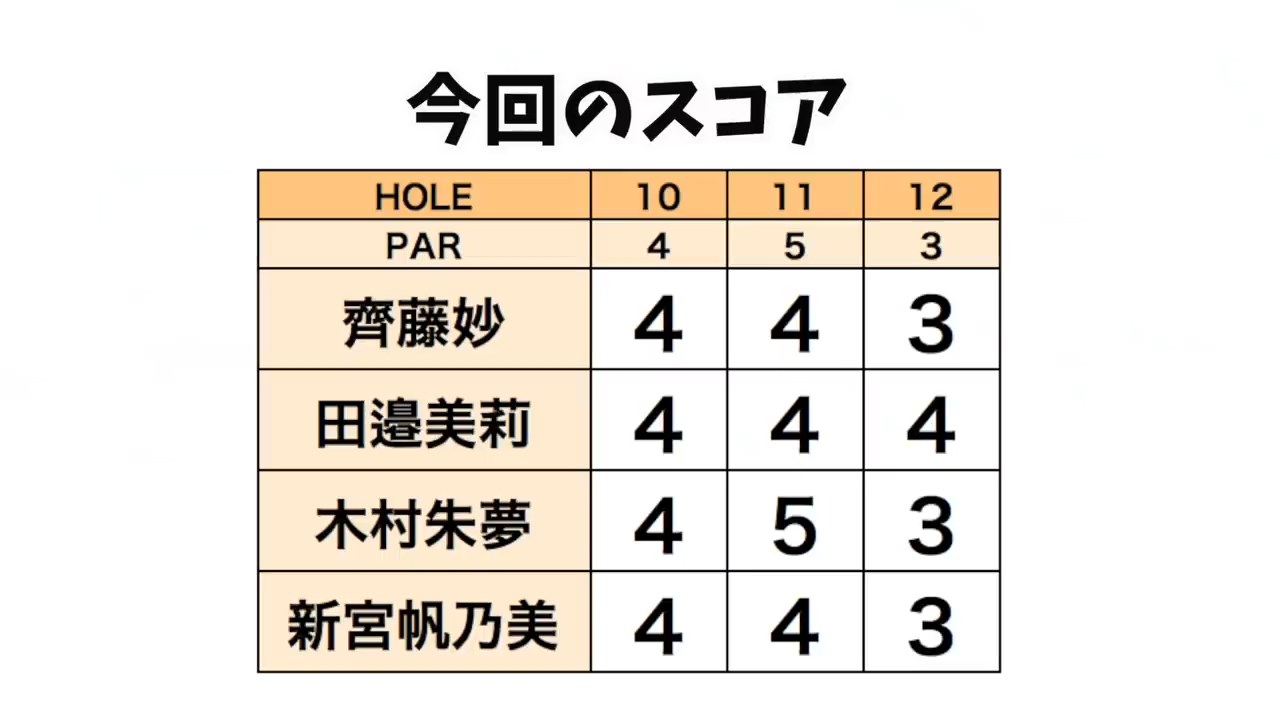 今回のスコア
HOLE 10 11 12
PAR 4 5 3
齊藤妙 4 4 3
田邉美莉 4 4 4
木村朱夢 4 5 3
新宮帆乃美 4 4 3